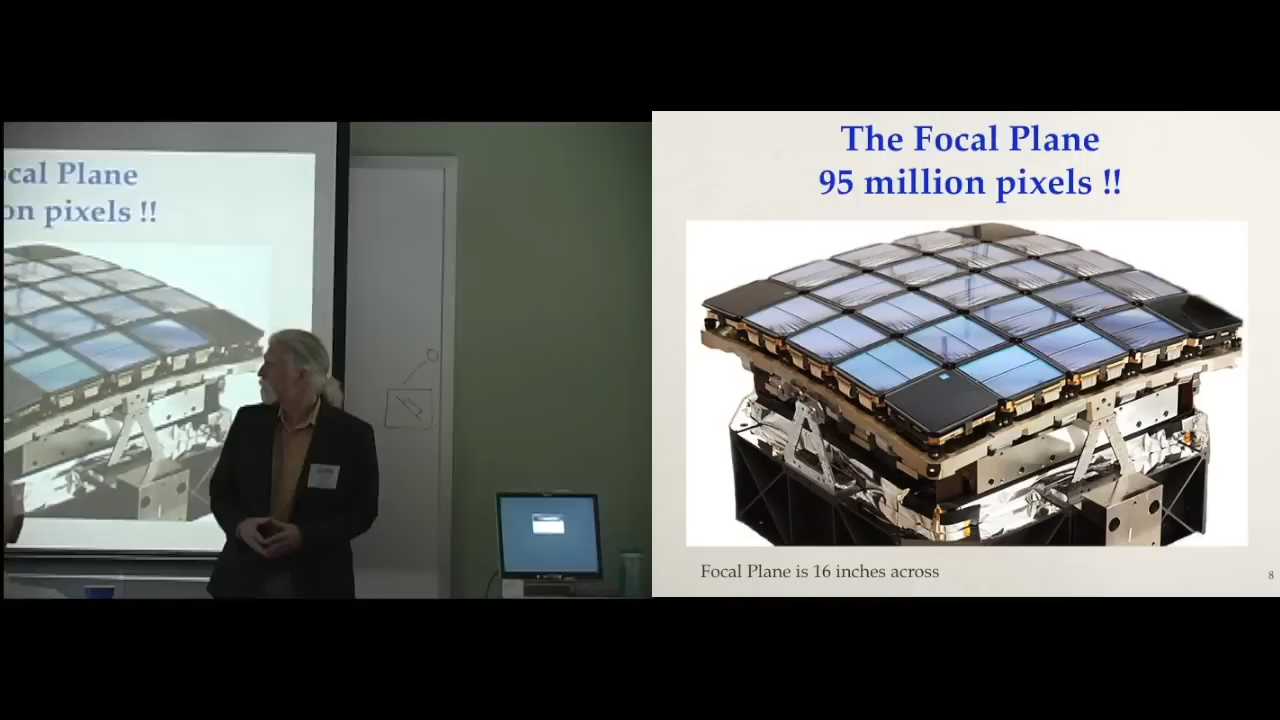 cal Plane
on pixels !!
The Focal Plane
95 million pixels !!
Focal Plane is 16 inches across
8